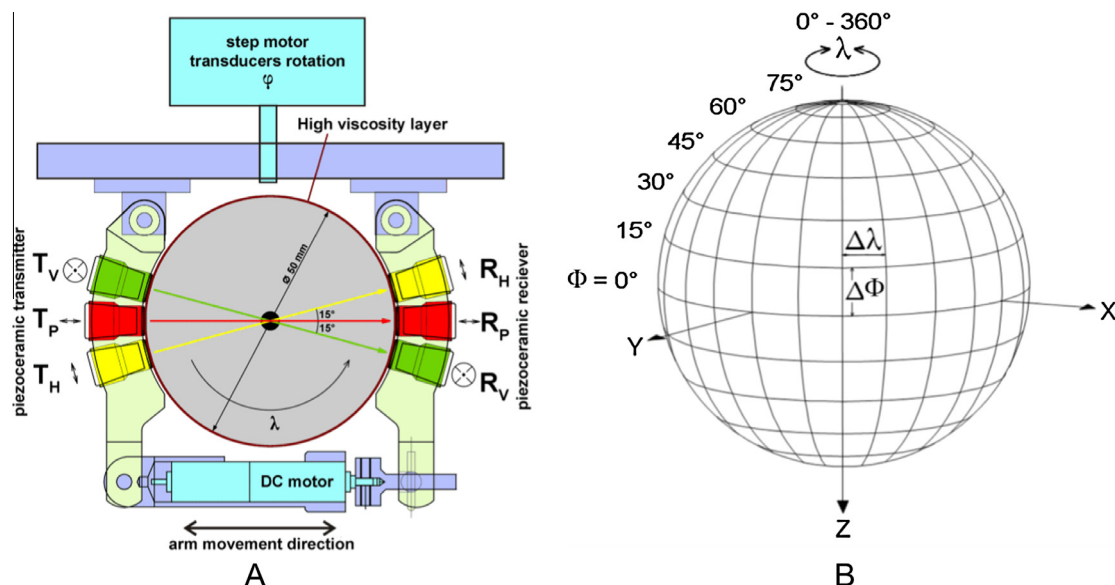 step motor
transducers rotation
φ
High viscosity layer
piezoceramic transmitter
T_V
T_P
T_H
Ø 50 mm
15°
15°
λ
R_H
R_P
R_V
piezoceramic reciever
DC motor
arm movement direction
A
0° - 360°
λ
75°
60°
45°
30°
15°
Φ = 0°
Δλ
ΔΦ
X
Y
Z
B